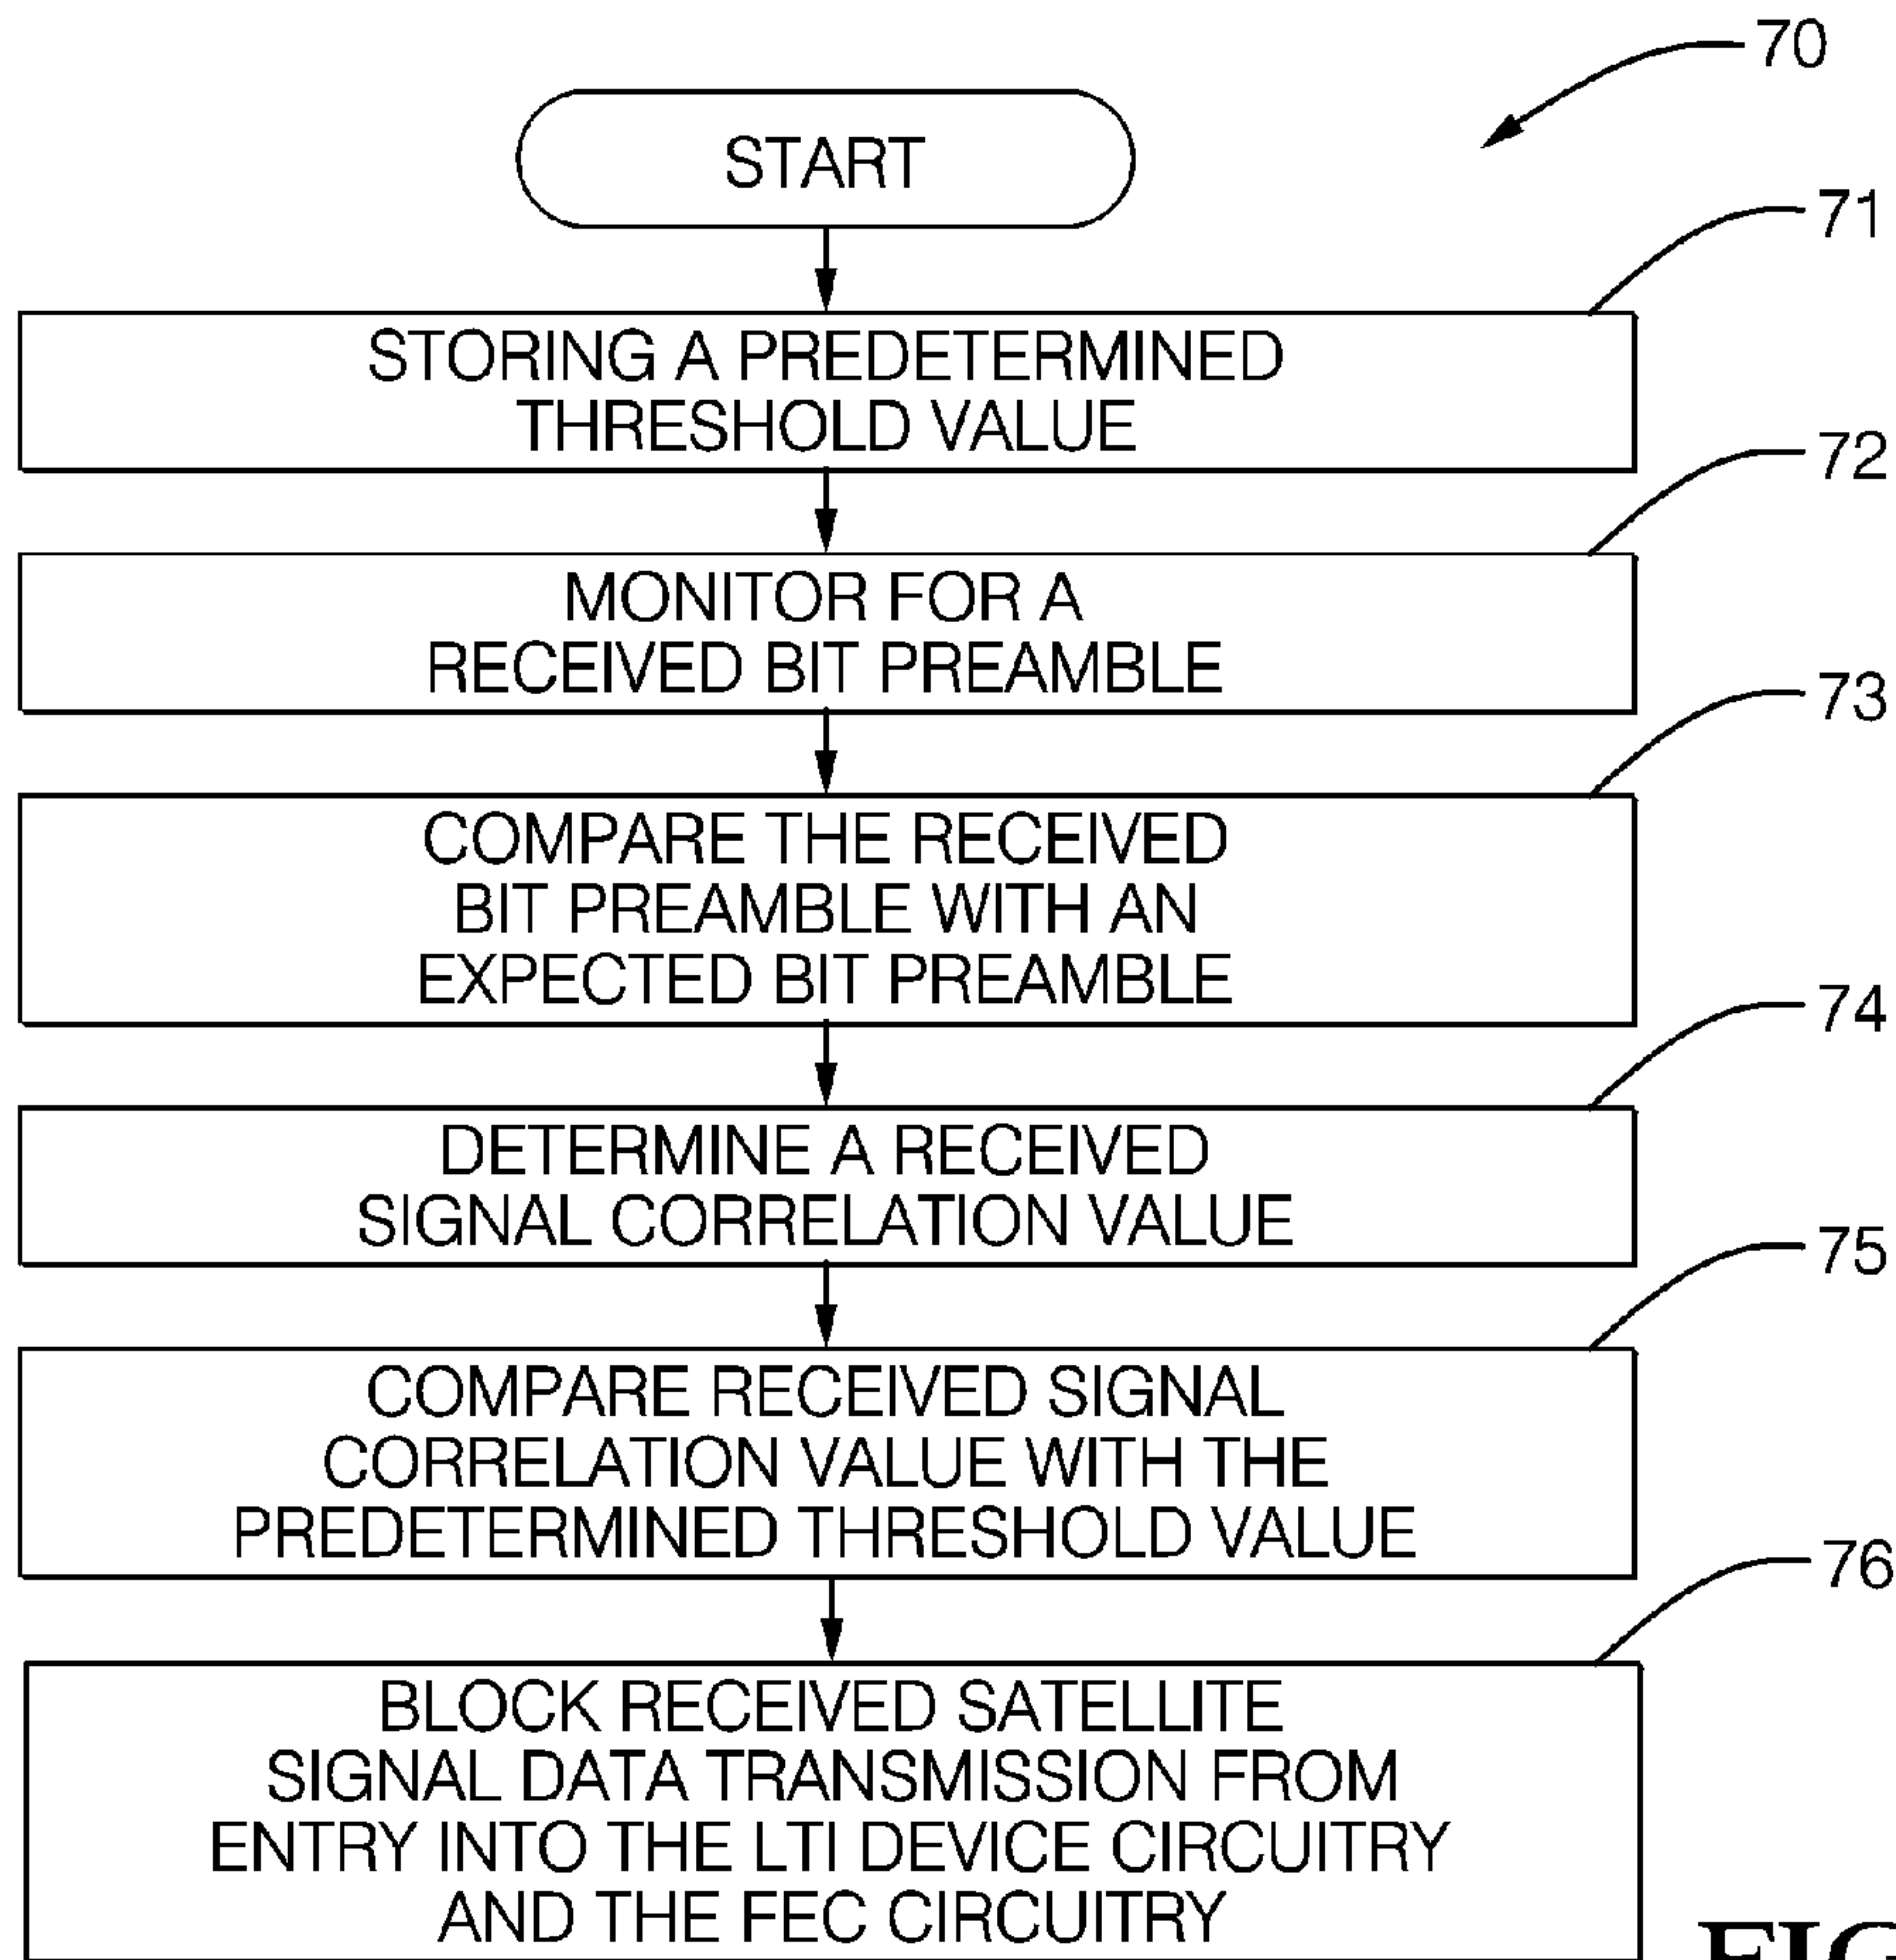 70
START
71
STORING A PREDETERMINED
THRESHOLD VALUE
72
MONITOR FOR A
RECEIVED BIT PREAMBLE
73
COMPARE THE RECEIVED
BIT PREAMBLE WITH AN
EXPECTED BIT PREAMBLE
74
DETERMINE A RECEIVED
SIGNAL CORRELATION VALUE
75
COMPARE RECEIVED SIGNAL
CORRELATION VALUE WITH THE
PREDETERMINED THRESHOLD VALUE
76
BLOCK RECEIVED SATELLITE
SIGNAL DATA TRANSMISSION FROM
ENTRY INTO THE LTI DEVICE CIRCUITRY
AND THE FEC CIRCUITRY